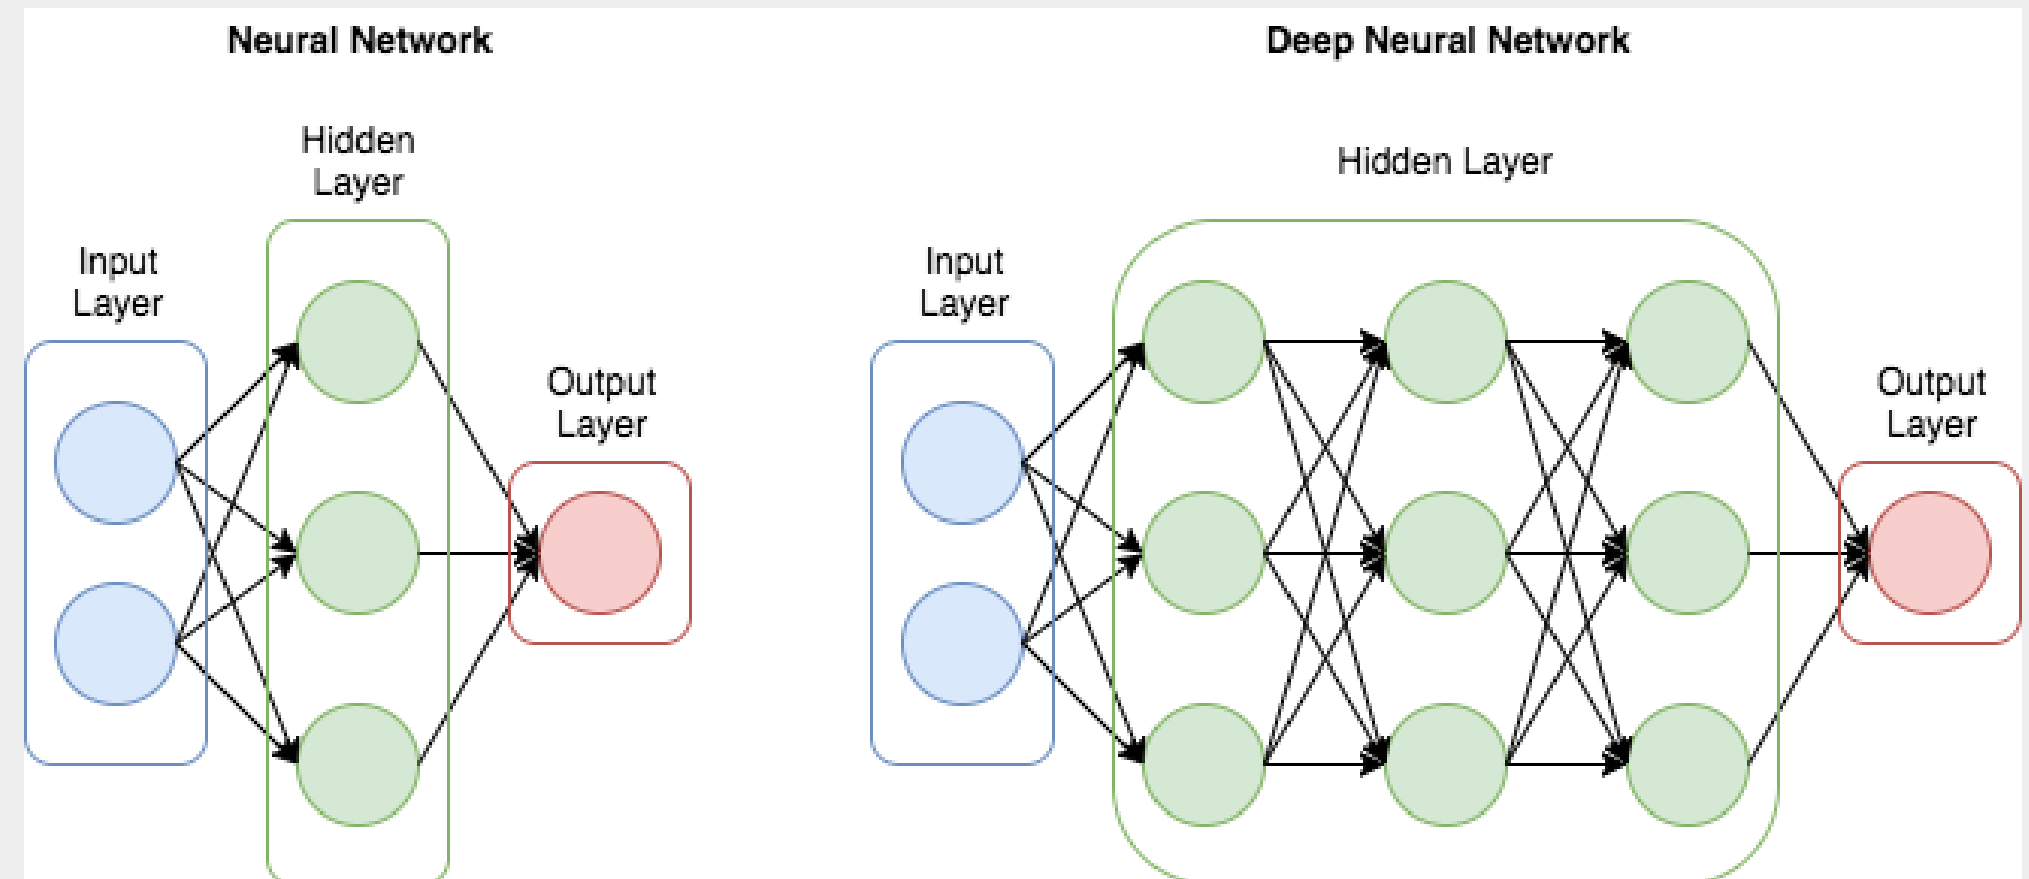 Neural Network
Hidden
Layer
Input
Layer
Output
Layer
Deep Neural Network
Hidden Layer
Input
Layer
Output
Layer